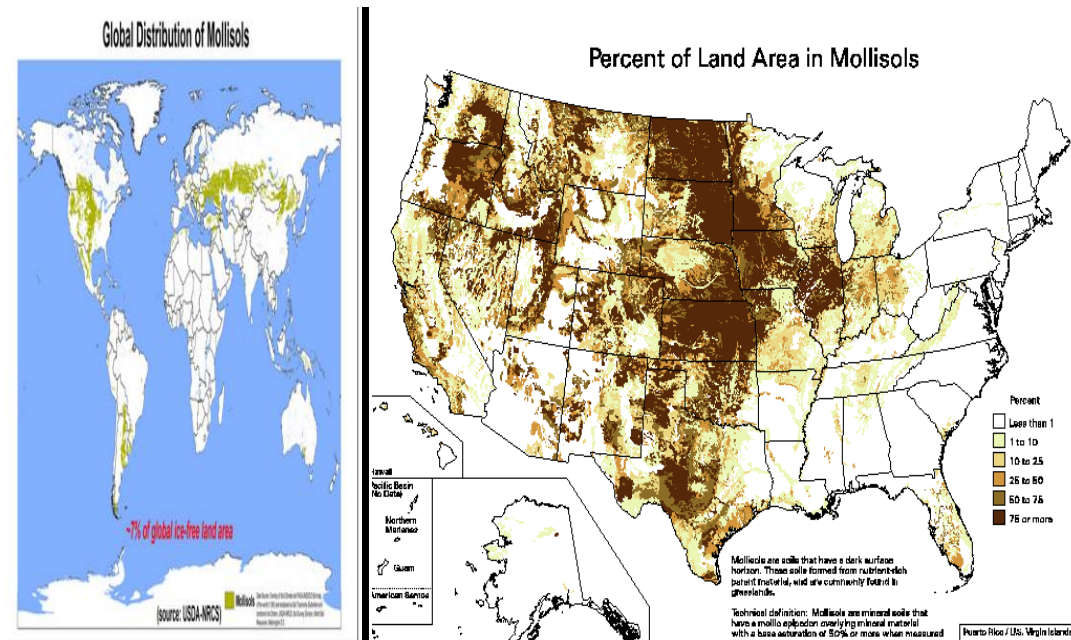 Global Distribution of Mollisols
~7% of global ice-free land area
Mollisols
(source: USDA-NRCS)
Percent of Land Area in Mollisols
Percent
Less than 1
1 to 10
10 to 25
25 to 50
50 to 75
75 or more
Hawaii
Pacific Basin
(No Data)
Northern
Marianas
Guam
American Samoa
Mollisols are soils that have a dark surface
horizon. These soils formed from nutrient-rich
parent material, and are commonly found in
grasslands.
Technical definition: Mollisols are mineral soils that
have a mollic epipedon overlying mineral material
with a base saturation of 50% or more when measured
Puerto Rico / U.S. Virgin Islands